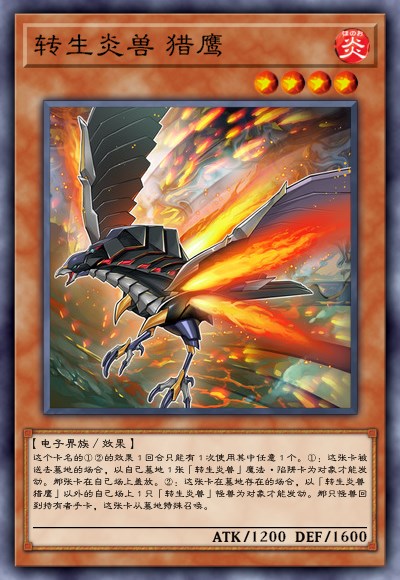 转生炎兽 猎鹰
ほのお
炎
【电子界族/效果】
这个卡名的①②的效果1回合只能有1次使用其中任意1个。①：这张卡被
送去墓地的场合，以自己墓地1张「转生炎兽」魔法·陷阱卡为对象才能发
动。那张卡在自己场上盖放。②：这张卡在墓地存在的场合，以「转生炎兽
猎鹰」以外的自己场上1只「转生炎兽」怪兽为对象才能发动。那只怪兽回
到持有者手卡，这张卡从墓地特殊召唤。
ATK/1200 DEF/1600